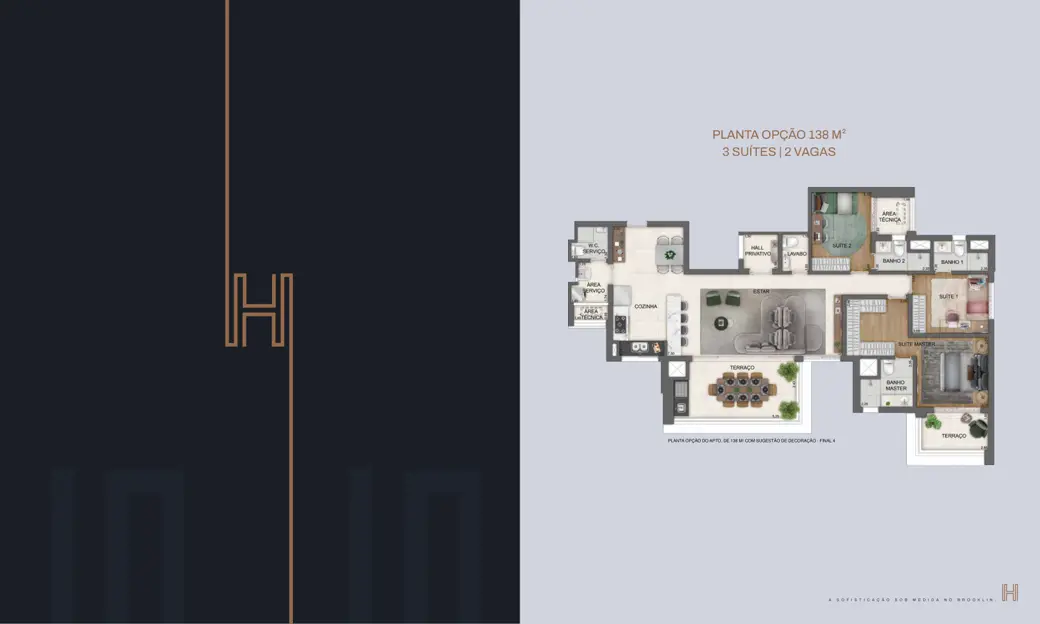 H
PLANTA OPÇÃO 138 M²
3 SUÍTES | 2 VAGAS
ÁREA
TÉCNICA
SUÍTE 2
W.C.
SERVIÇO
HALL
PRIVATIVO
LAVABO
BANHO 2
BANHO 1
ÁREA
SERVIÇO
ESTAR
SUÍTE 1
COZINHA
ÁREA
TÉCNICA
SUÍTE MASTER
TERRAÇO
BANHO
MASTER
TERRAÇO
PLANTA OPÇÃO DO APTO. DE 138 M² COM SUGESTÃO DE DECORAÇÃO - FINAL 4
A SOFISTICAÇÃO SOB MEDIDA NO BROOKLIN.
H